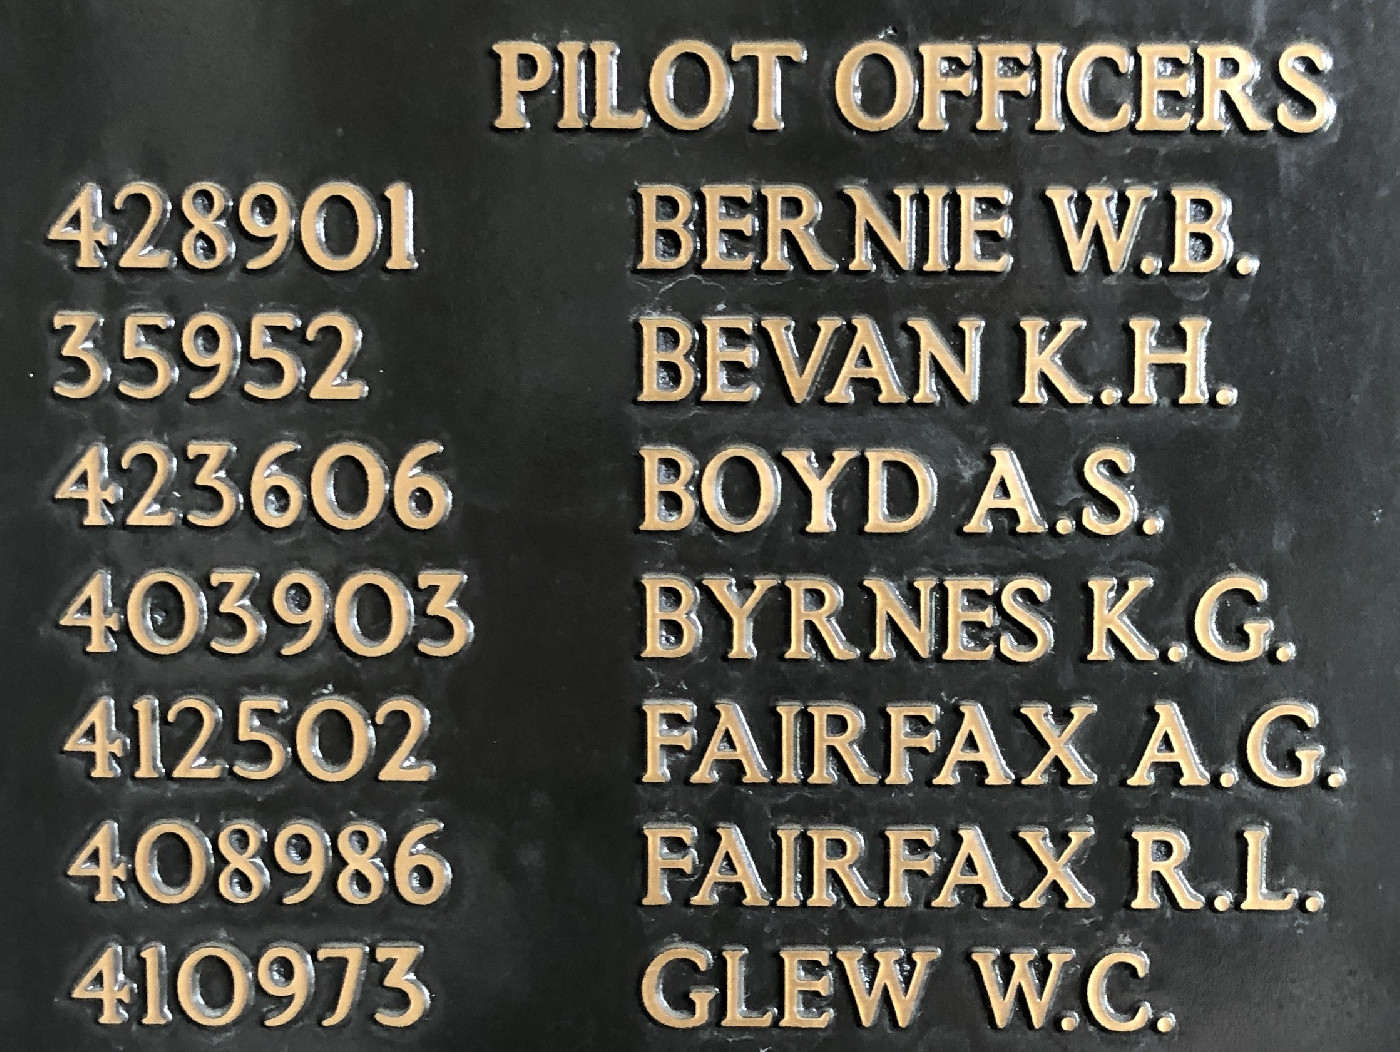 PILOT OFFICERS
428901 BERNIE W.B.
35952 BEVAN K.H.
423606 BOYD A.S.
403903 BYRNES K.G.
412502 FAIRFAX A.G.
408986 FAIRFAX R.L.
410973 GLEW W.C.